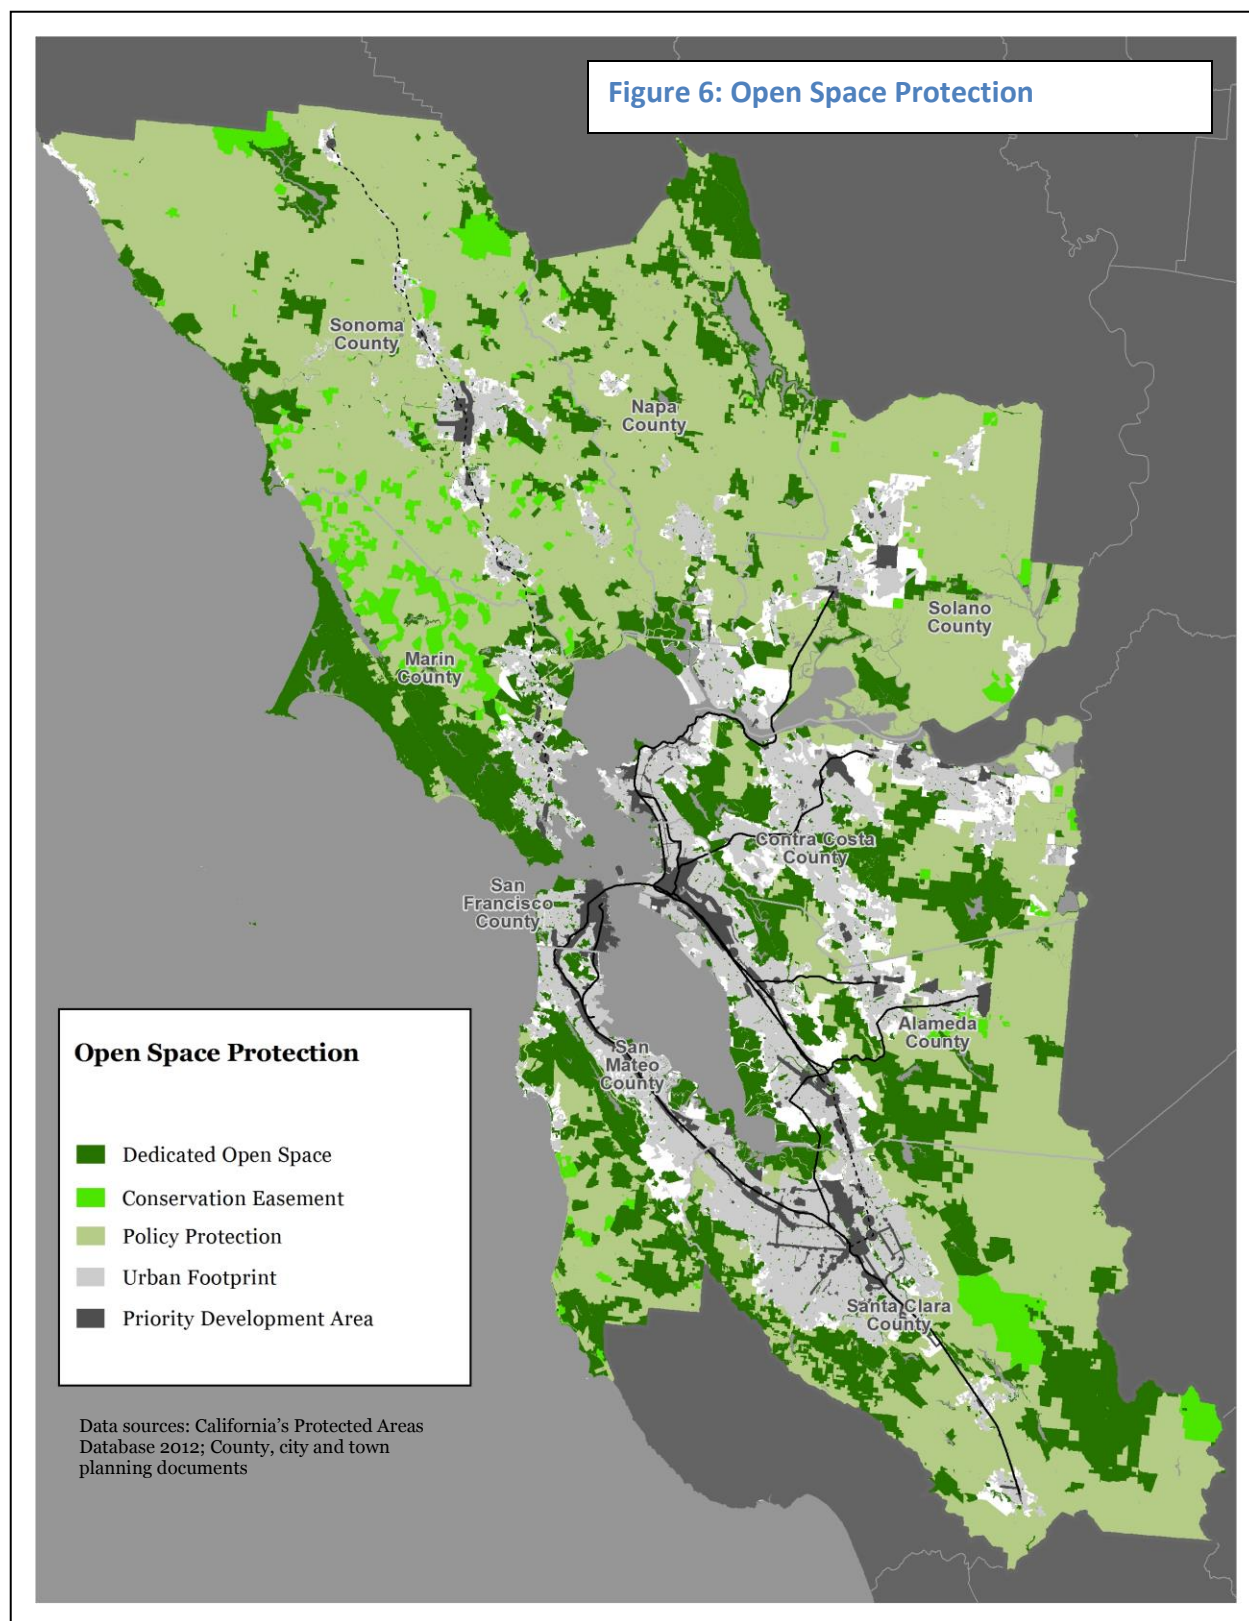 Figure 6: Open Space Protection
Sonoma
County
Napa
County
Solano
County
Marin
County
Contra Costa
County
San
Francisco
County
Alameda
County
San
Mateo
County
Santa Clara
County
Open Space Protection
Dedicated Open Space
Conservation Easement
Policy Protection
Urban Footprint
Priority Development Area
Data sources: California’s Protected Areas
Database 2012; County, city and town
planning documents